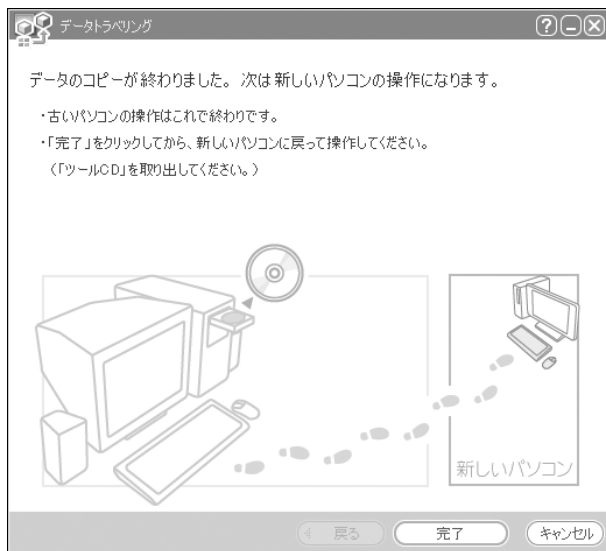 データトラベリング
データのコピーが終わりました。次は新しいパソコンの操作になります。
・古いパソコンの操作はこれで終わりです。
・「完了」をクリックしてから、新しいパソコンに戻って操作してください。
（「ツールCD」を取り出してください。）
新しいパソコン
戻る
完了
キャンセル